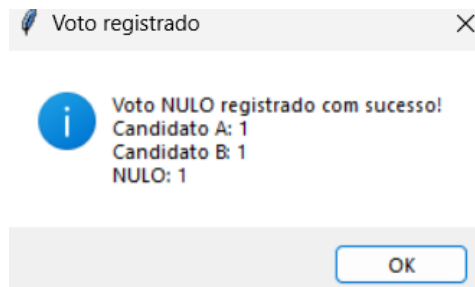 Voto registrado
Voto NULO registrado com sucesso!
Candidato A: 1
Candidato B: 1
NULO: 1
OK